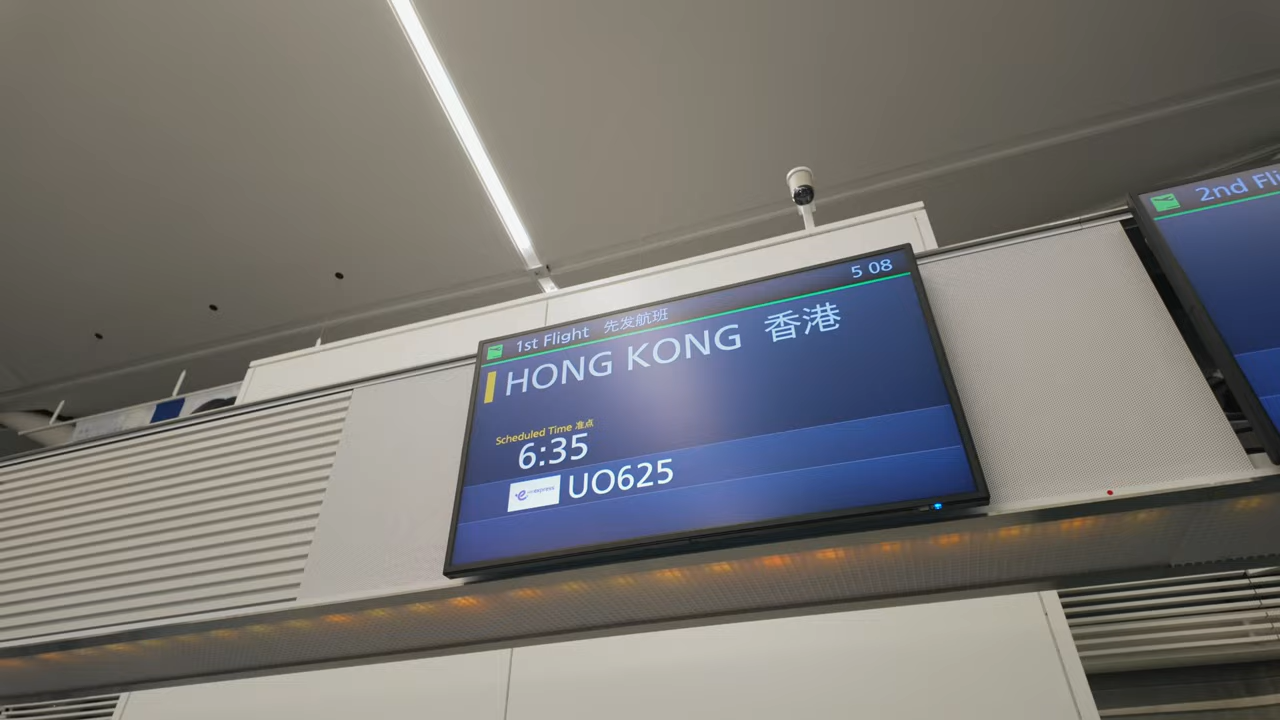 1st Flight 先发航班
5 08
HONG KONG 香港
Scheduled Time 准点
6:35
UO625
2nd